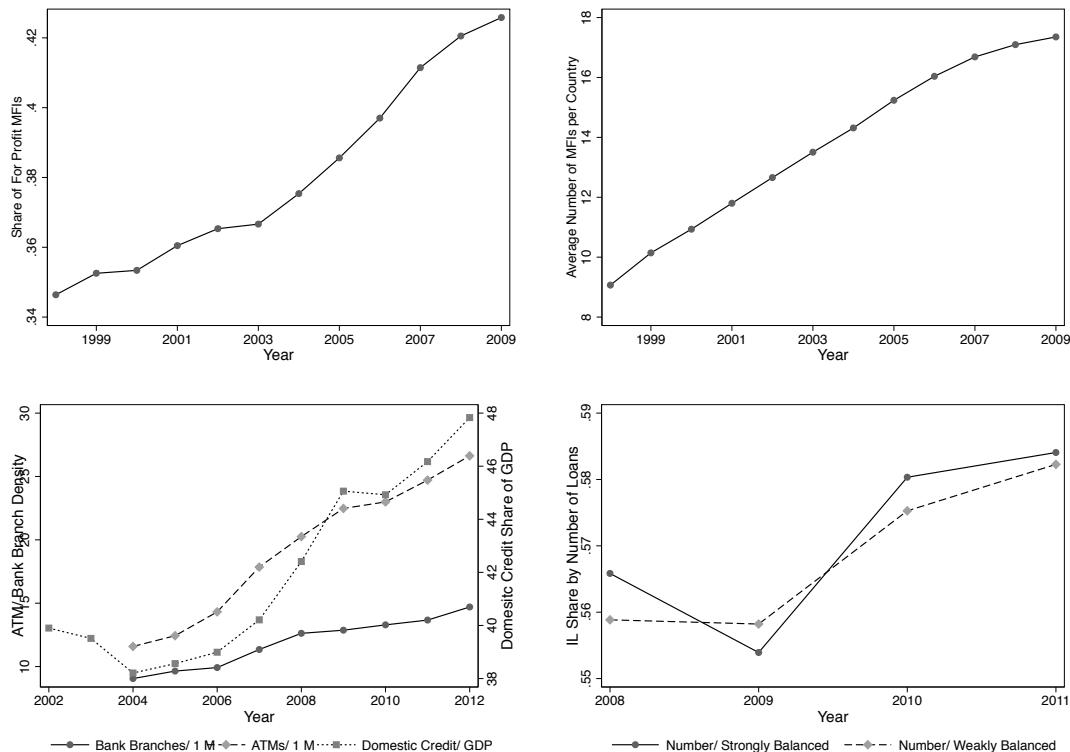 Share of For Profit MFIs
.34 .36 .38 .4 .42
1999 2001 2003 2005 2007 2009
Year
Average Number of MFIs per Country
8 10 12 14 16 18
1999 2001 2003 2005 2007 2009
Year
ATM/ Bank Branch Density
10 15 20 25 30
Domesitc Credit Share of GDP
38 40 42 44 46 48
2002 2004 2006 2008 2010 2012
Year
Bank Branches/ 1 M ATMs/ 1 M Domestic Credit/ GDP
IL Share by Number of Loans
.55 .56 .57 .58 .59
2008 2009 2010 2011
Year
Number/ Strongly Balanced Number/ Weakly Balanced